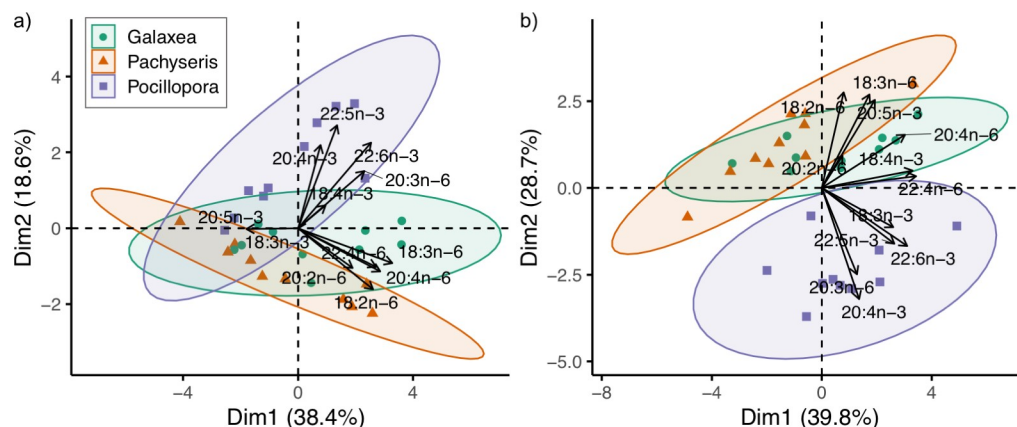 a)
Galaxea
Pachyseris
Pocillopora
Dim2 (18.6%)
4
2
0
−2
22:5n−3
20:4n−3
22:6n−3
20:3n−6
18:4n−3
20:5n−3
18:3n−3
22:4n−6
18:3n−6
20:2n−6
20:4n−6
18:2n−6
−4
0
4
Dim1 (38.4%)
b)
Dim2 (28.7%)
2.5
0.0
−2.5
−5.0
18:3n−6
18:2n−6
20:5n−3
20:4n−6
18:4n−3
20:2n−6
22:4n−6
18:3n−3
22:5n−3
22:6n−3
20:3n−6
20:4n−3
−8
−4
0
4
Dim1 (39.8%)